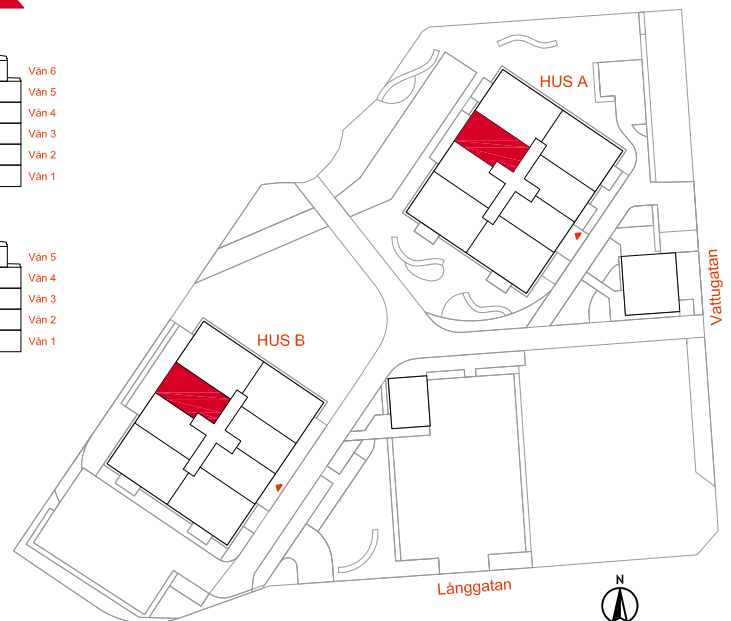 Vån 6
Vån 5
Vån 4
Vån 3
Vån 2
Vån 1
Vån 5
Vån 4
Vån 3
Vån 2
Vån 1
HUS A
HUS B
Vattugatan
Långgatan
N